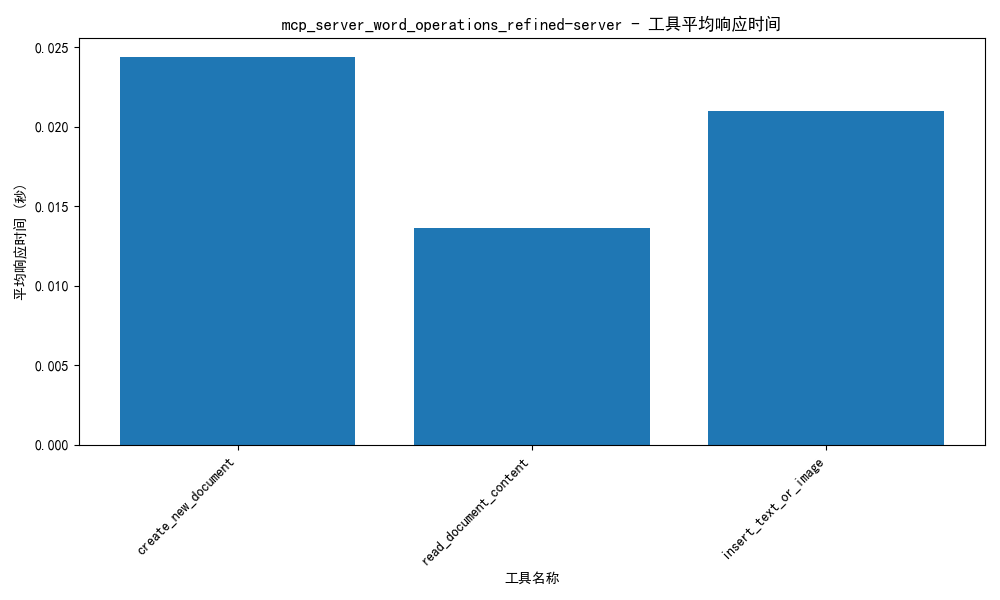 mcp_server_word_operations_refined-server - 工具平均响应时间
平均响应时间 (秒)
0.025
0.020
0.015
0.010
0.005
0.000
create_new_document
read_document_content
insert_text_or_image
工具名称